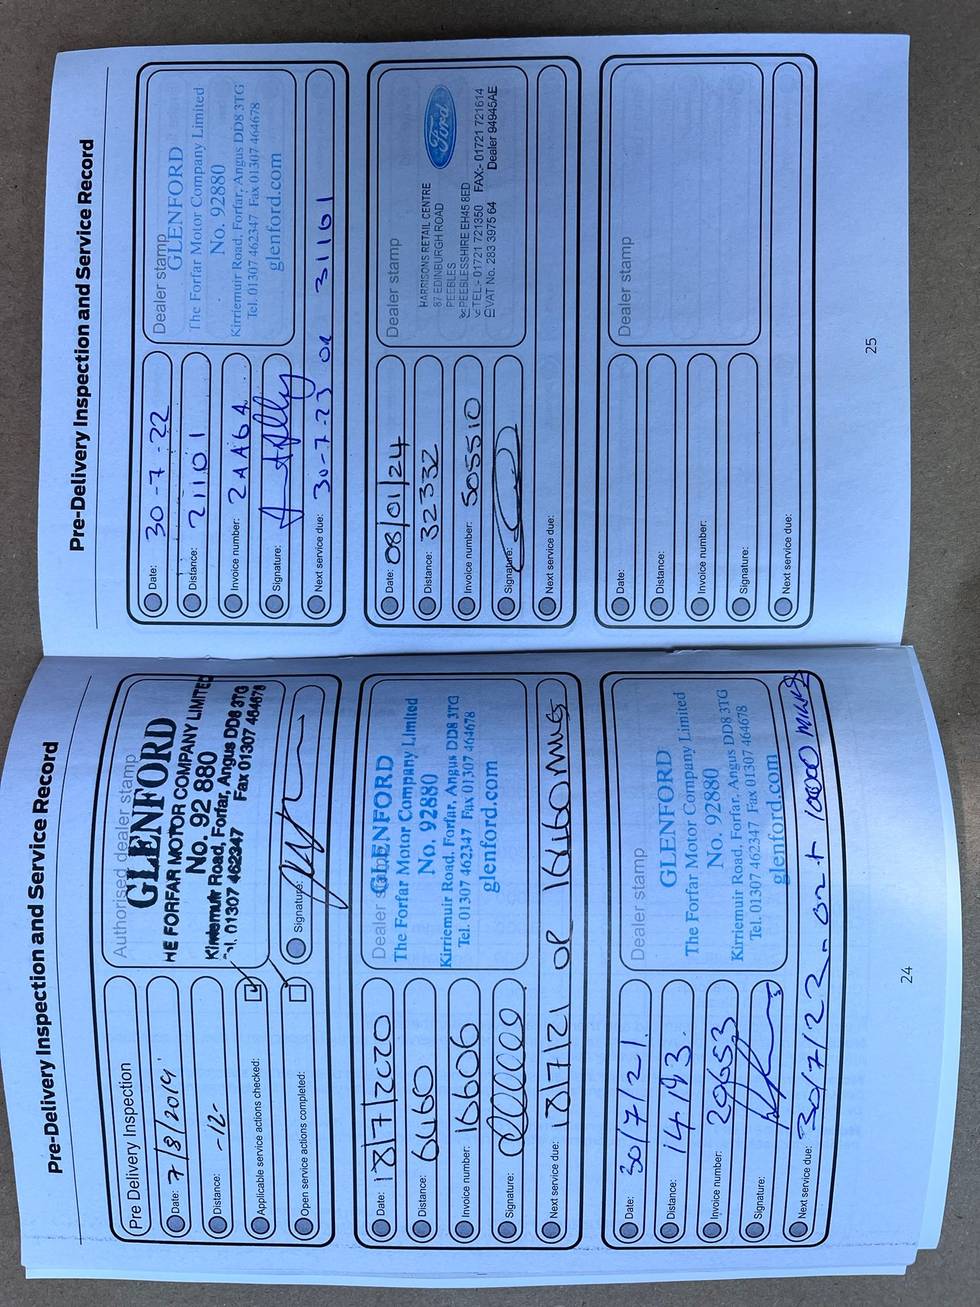 Pre-Delivery Inspection and Service Record
Pre Delivery Inspection
Date: 7/8/2019
Distance: -12-
Applicable service actions checked:
Open service actions completed:
Authorised dealer stamp
GLENFORD
HE FORFAR MOTOR COMPANY LIMITED
No. 92 880
Kirriemuir Road, Forfar, Angus DD8 3TG
el. 01307 462347 Fax 01307 464678
Signature:
Date: 18/7/2020
Distance: 6460
Invoice number: 16606
Signature:
Dealer stamp
GLENFORD
The Forfar Motor Company Limited
No. 92880
Kirriemuir Road, Forfar, Angus DD8 3TG
Tel. 01307 462347 Fax 01307 464678
glenford.com
Next service due: 18/7/21 OR 16460 Miles
Date: 30/7/21.
Distance: 14193.
Invoice number: 20653
Signature:
Dealer stamp
GLENFORD
The Forfar Motor Company Limited
No. 92880
Kirriemuir Road, Forfar, Angus DD8 3TG
Tel. 01307 462347 Fax 01307 464678
glenford.com
Next service due: 30/7/22. or + 10000 miles
24
Pre-Delivery Inspection and Service Record
Date: 30-7-22
Distance: 21101
Invoice number: 2AA64
Signature:
Dealer stamp
GLENFORD
The Forfar Motor Company Limited
No. 92880
Kirriemuir Road, Forfar, Angus DD8 3TG
Tel. 01307 462347 Fax 01307 464678
glenford.com
Next service due: 30-7-23 OR 31101
Date: 08/01/24
Distance: 32332
Invoice number: 505510
Signature:
Dealer stamp
HARRISONS RETAIL CENTRE
87 EDINBURGH ROAD
PEEBLES
PEEBLESSHIRE EH45 8ED
TEL:- 01721 721350 FAX:- 01721 721614
VAT No. 283 3975 64 Dealer 94945AE
Ford
Next service due:
Date:
Distance:
Invoice number:
Signature:
Dealer stamp
Next service due:
25